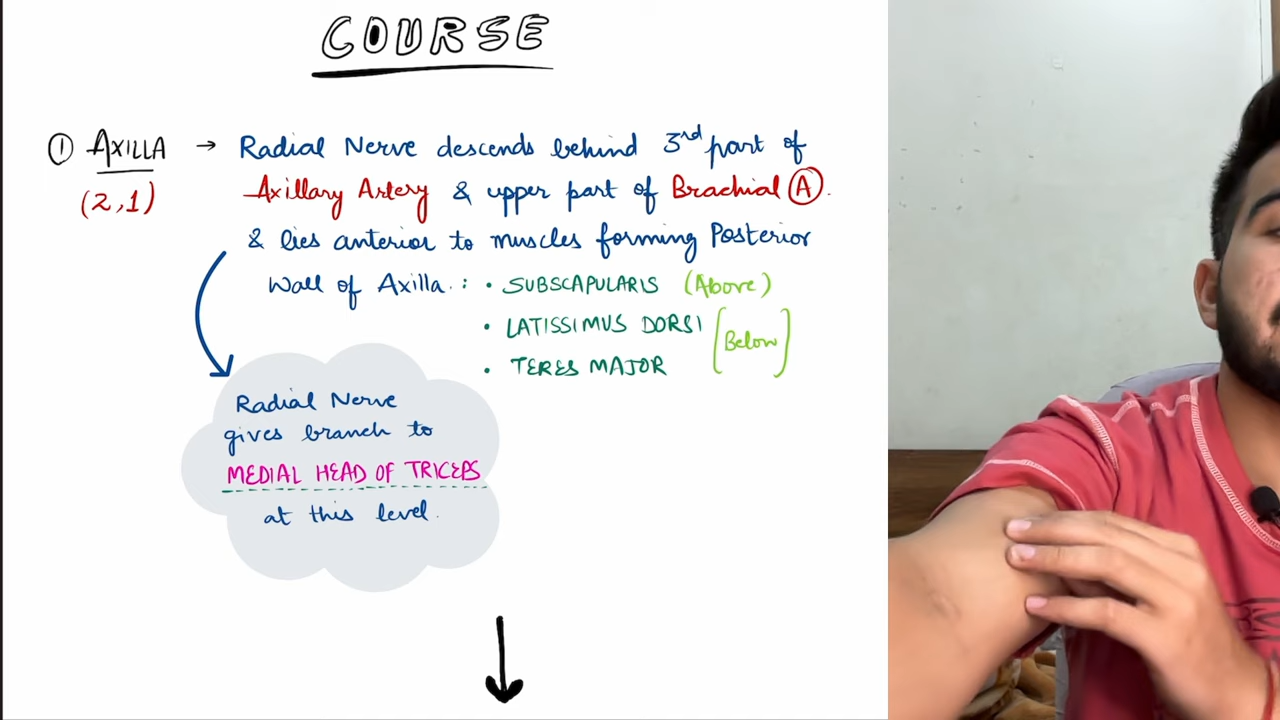 COURSE
① AXILLA → Radial Nerve descends behind 3rd part of
(2,1) Axillary Artery & upper part of Brachial Ⓐ.
& lies anterior to muscles forming Posterior
Wall of Axilla : • SUBSCAPULARIS (Above)
• LATISSIMUS DORSI [Below]
• TERES MAJOR
Radial Nerve
gives branch to
MEDIAL HEAD OF TRICEPS
at this level.